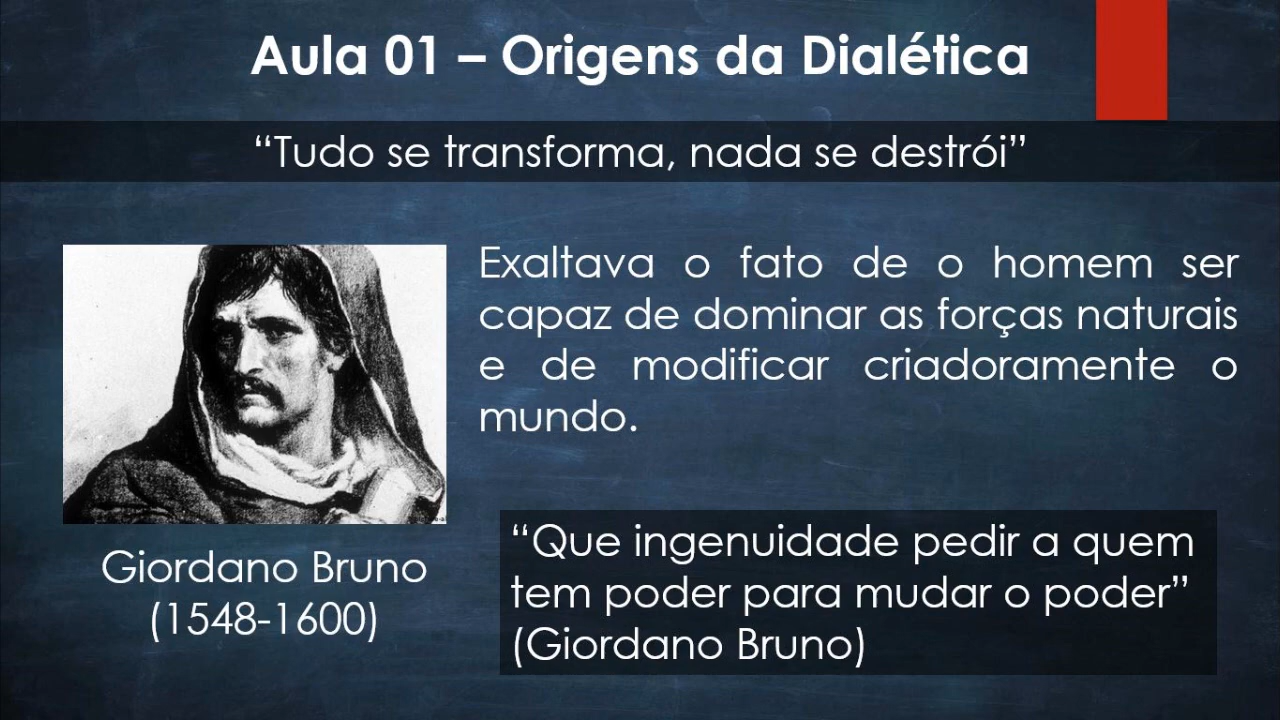 Aula 01 – Origens da Dialética
“Tudo se transforma, nada se destrói”
Exaltava o fato de o homem ser
capaz de dominar as forças naturais
e de modificar criadoramente o
mundo.
Giordano Bruno
(1548-1600)
“Que ingenuidade pedir a quem
tem poder para mudar o poder”
(Giordano Bruno)